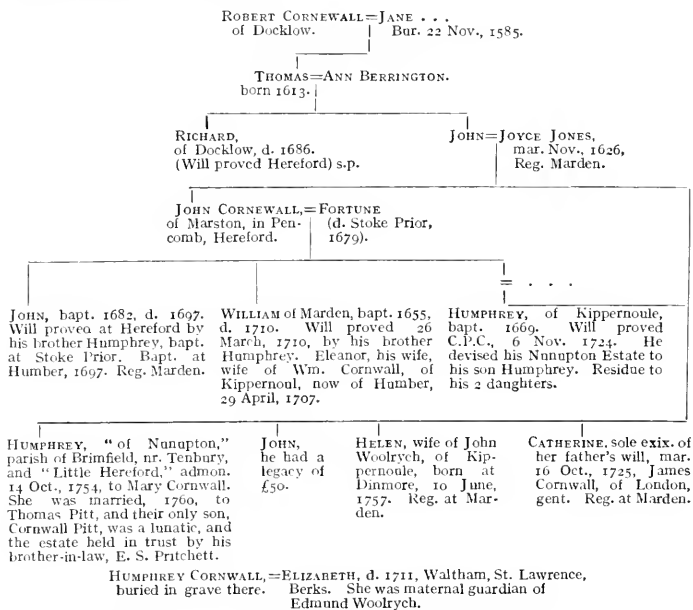 ROBERT CORNEWALL=JANE . . .
of Docklow. Bur. 22 Nov., 1585.
THOMAS=ANN BERRINGTON.
born 1613.
RICHARD,
of Docklow, d. 1686.
(Will proved Hereford) s.p.
JOHN=JOYCE JONES,
mar. Nov., 1626,
Reg. Marden.
JOHN CORNEWALL,=FORTUNE
of Marston, in Pen- (d. Stoke Prior,
comb, Hereford. 1679).
= . . .
JOHN, bapt. 1682, d. 1697.
Will proved at Hereford by
his brother Humphrey, bapt.
at Stoke Prior. Bapt. at
Humber, 1697. Reg. Marden.
WILLIAM of Marden, bapt. 1655,
d. 1710. Will proved 26
March, 1710, by his brother
Humphrey. Eleanor, his wife,
wife of Wm. Cornwall, of
Kippernoul, now of Humber,
29 April, 1707.
HUMPHREY, of Kippernoule,
bapt. 1669. Will proved
C.P.C., 6 Nov. 1724. He
devised his Nunupton Estate to
his son Humphrey. Residue to
his 2 daughters.
HUMPHREY, "of Nunupton,"
parish of Brimfield, nr. Tenbury,
and "Little Hereford," admon.
14 Oct., 1754, to Mary Cornwall.
She was married, 1760, to
Thomas Pitt, and their only son,
Cornwall Pitt, was a lunatic, and
the estate held in trust by his
brother-in-law, E. S. Pritchett.
JOHN,
he had a
legacy of
£50.
HELEN, wife of John
Woolrych, of Kip-
pernoule, born at
Dinmore, 10 June,
1757. Reg. at Mar-
den.
CATHERINE, sole exix. of
her father's will, mar.
16 Oct., 1725, James
Cornwall, of London,
gent. Reg. at Marden.
HUMPHREY CORNWALL,=ELIZABETH, d. 1711, Waltham, St. Lawrence,
buried in grave there. Berks. She was maternal guardian of
Edmund Woolrych.